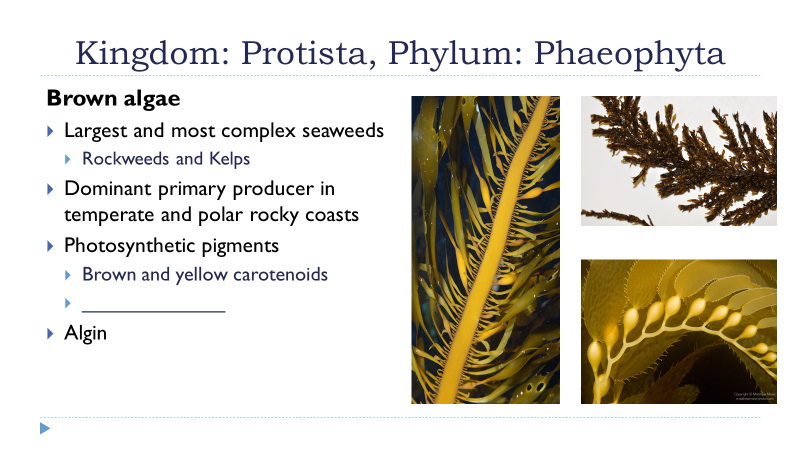 Kingdom: Protista, Phylum: Phaeophyta
Brown algae
Largest and most complex seaweeds
Rockweeds and Kelps
Dominant primary producer in
temperate and polar rocky coasts
Photosynthetic pigments
Brown and yellow carotenoids
_______________
Algin